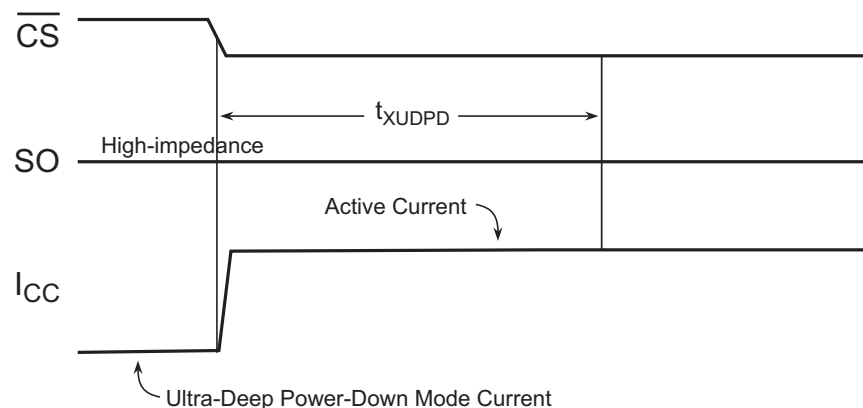 CS
tXUDPD
High-impedance
SO
Active Current
ICC
Ultra-Deep Power-Down Mode Current